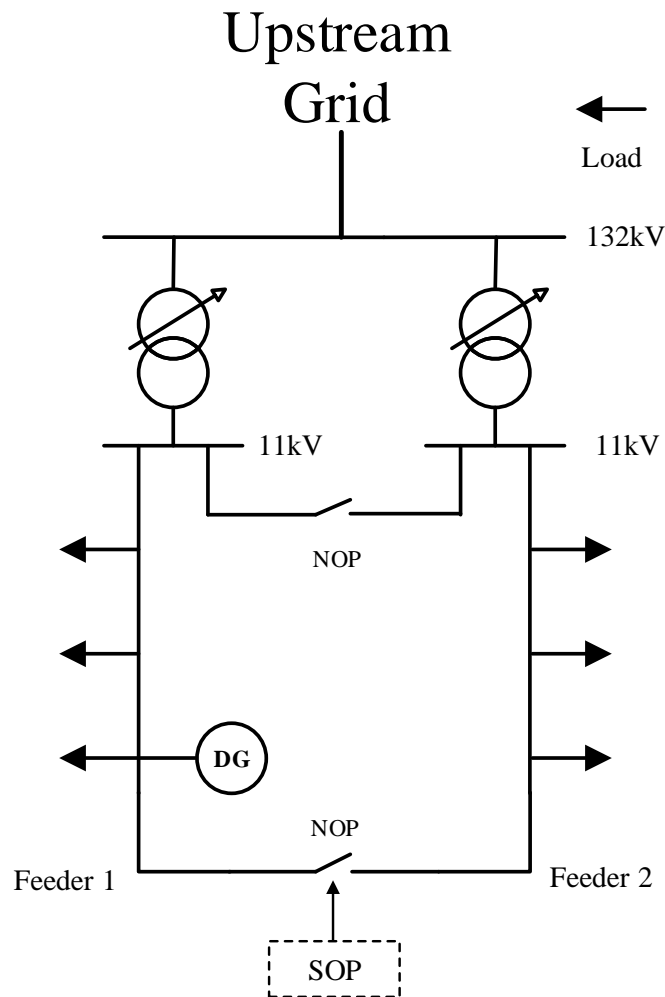 Upstream
Grid
Load
132kV
11kV
11kV
NOP
DG
NOP
Feeder 1
Feeder 2
SOP